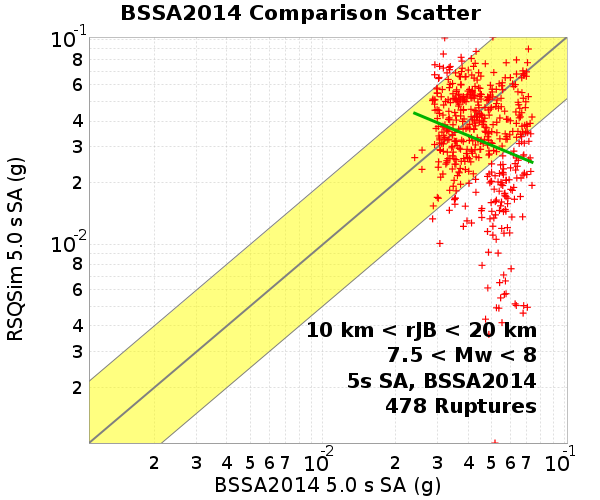 BSSA2014 Comparison Scatter
10-1
8
6
4
3
2
10-2
8
6
4
3
2
RSQSim 5.0 s SA (g)
10 km < rJB < 20 km
7.5 < Mw < 8
5s SA, BSSA2014
478 Ruptures
2 3 4 5 6 7 10-2 2 3 4 5 6 7 10-1
BSSA2014 5.0 s SA (g)